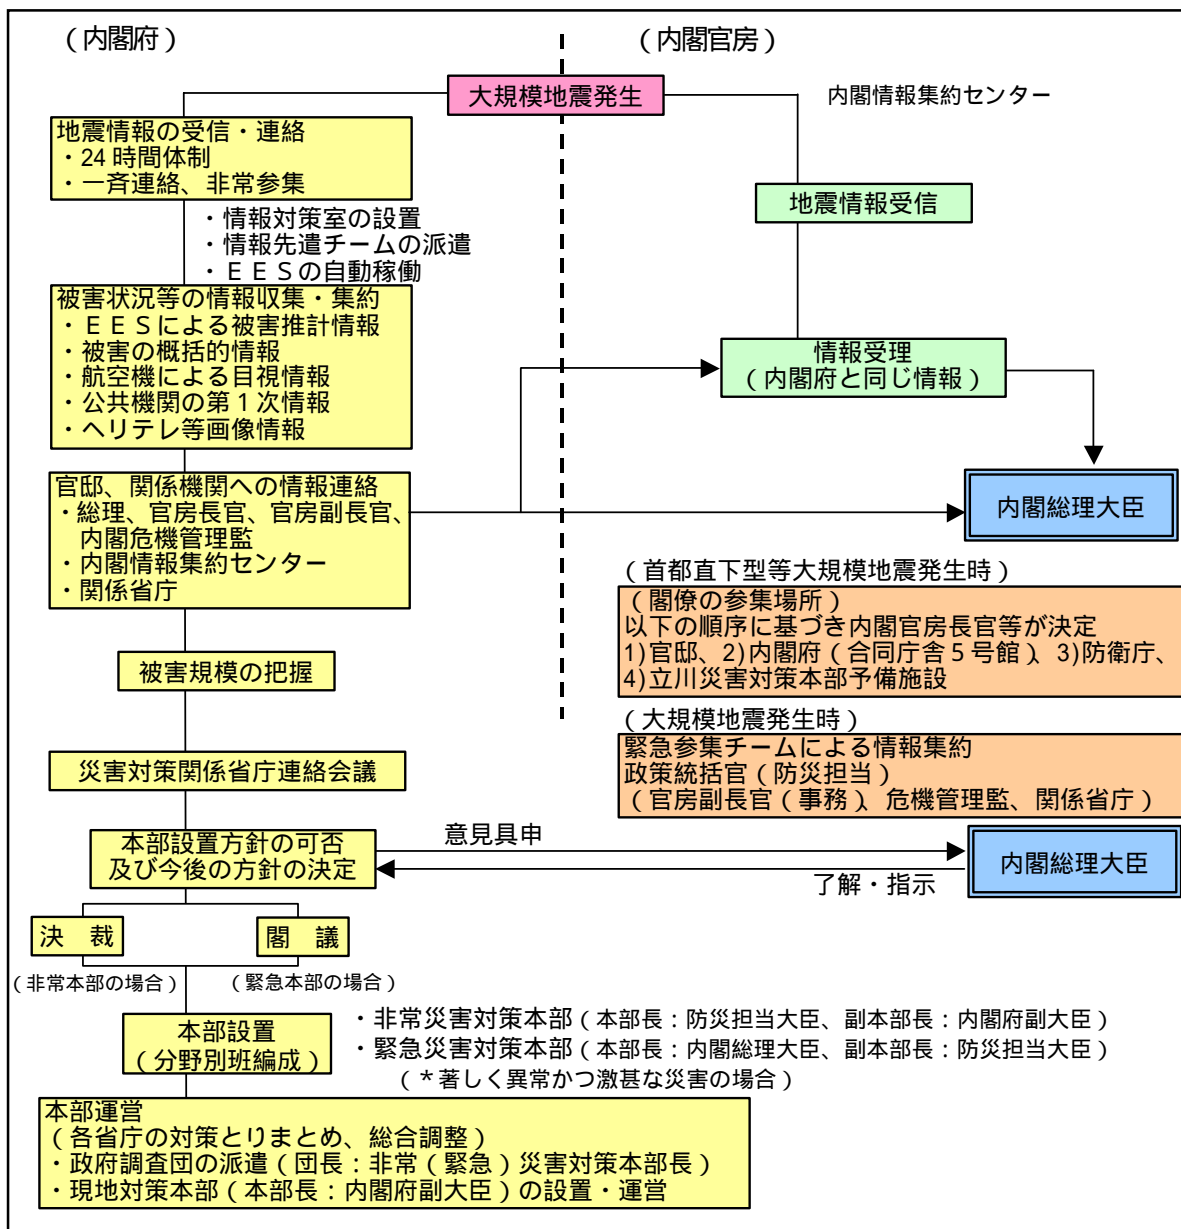 （内閣府）
（内閣官房）
大規模地震発生
内閣情報集約センター
地震情報の受信・連絡
・24時間体制
・一斉連絡、非常参集
地震情報受信
・情報対策室の設置
・情報先遣チームの派遣
・ＥＥＳの自動稼働
被害状況等の情報収集・集約
・ＥＥＳによる被害推計情報
・被害の概括的情報
・航空機による目視情報
・公共機関の第１次情報
・ヘリテレ等画像情報
情報受理
（内閣府と同じ情報）
官邸、関係機関への情報連絡
・総理、官房長官、官房副長官、
内閣危機管理監
・内閣情報集約センター
・関係省庁
内閣総理大臣
（首都直下型等大規模地震発生時）
（閣僚の参集場所）
以下の順序に基づき内閣官房長官等が決定
1)官邸、2)内閣府（合同庁舎５号館）、3)防衛庁、
4)立川災害対策本部予備施設
被害規模の把握
（大規模地震発生時）
緊急参集チームによる情報集約
政策統括官（防災担当）
（官房副長官（事務）、危機管理監、関係省庁）
災害対策関係省庁連絡会議
本部設置方針の可否
及び今後の方針の決定
意見具申
了解・指示
内閣総理大臣
決　裁
閣　議
（非常本部の場合）
（緊急本部の場合）
本部設置
（分野別班編成）
・非常災害対策本部（本部長：防災担当大臣、副本部長：内閣府副大臣）
・緊急災害対策本部（本部長：内閣総理大臣、副本部長：防災担当大臣）
（＊著しく異常かつ激甚な災害の場合）
本部運営
（各省庁の対策とりまとめ、総合調整）
・政府調査団の派遣（団長：非常（緊急）災害対策本部長）
・現地対策本部（本部長：内閣府副大臣）の設置・運営